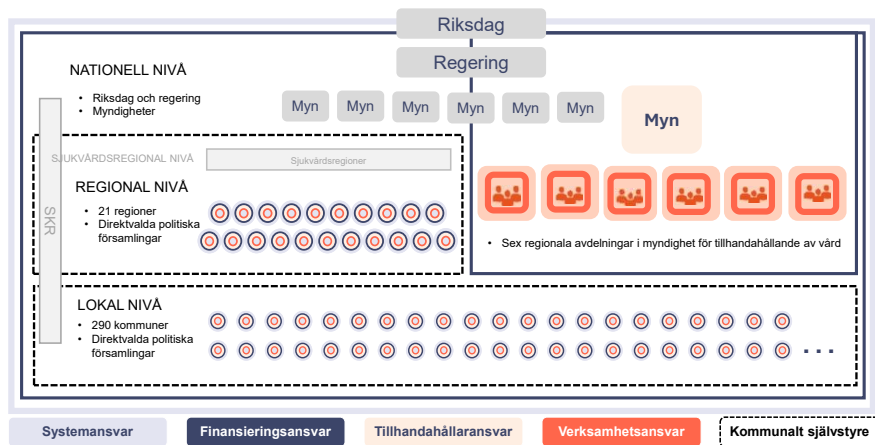 Riksdag
Regering
NATIONELL NIVÅ
• Riksdag och regering
• Myndigheter
Myn
Myn
Myn
Myn
Myn
Myn
Myn
SJUKVÅRDSREGIONAL NIVÅ
Sjukvårdsregioner
SKR
REGIONAL NIVÅ
• 21 regioner
• Direktvalda politiska
församlingar
• Sex regionala avdelningar i myndighet för tillhandahållande av vård
LOKAL NIVÅ
• 290 kommuner
• Direktvalda politiska
församlingar
...
Systemansvar
Finansieringsansvar
Tillhandahållaransvar
Verksamhetsansvar
Kommunalt självstyre